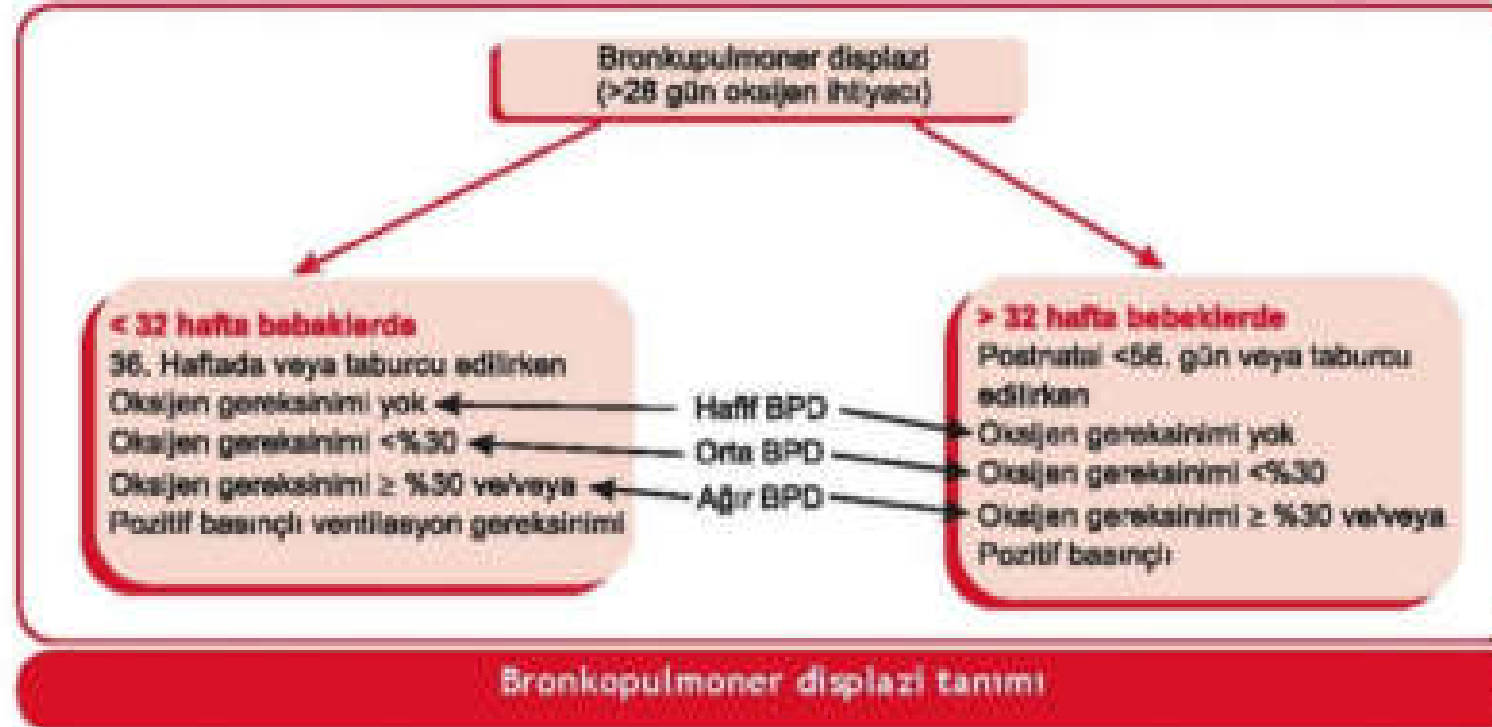 Bronkupulmoner displazi
(>28 gün oksijen ihtiyacı)
< 32 hafta bebeklerde
36. Haftada veya taburcu edilirken
Oksijen gereksinimi yok
Oksijen gereksinimi <%30
Oksijen gereksinimi ≥ %30 ve/veya
Pozitif basınçlı ventilasyon gereksinimi
Hafif BPD
Orta BPD
Ağır BPD
> 32 hafta bebeklerde
Postnatal <56. gün veya taburcu
edilirken
Oksijen gereksinimi yok
Oksijen gereksinimi <%30
Oksijen gereksinimi ≥ %30 ve/veya
Pozitif basınçlı
Bronkopulmoner displazi tanımı